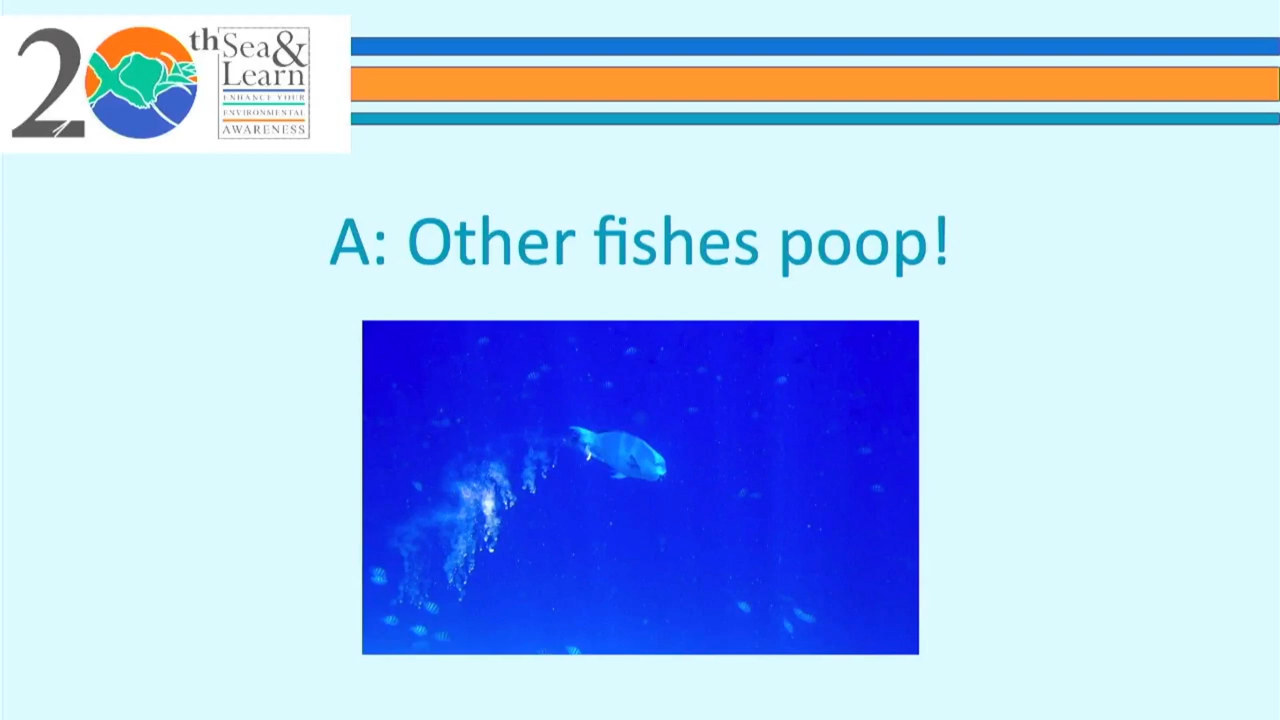 20th Sea&
Learn
ENHANCE YOUR
ENVIRONMENTAL
AWARENESS
A: Other fishes poop!